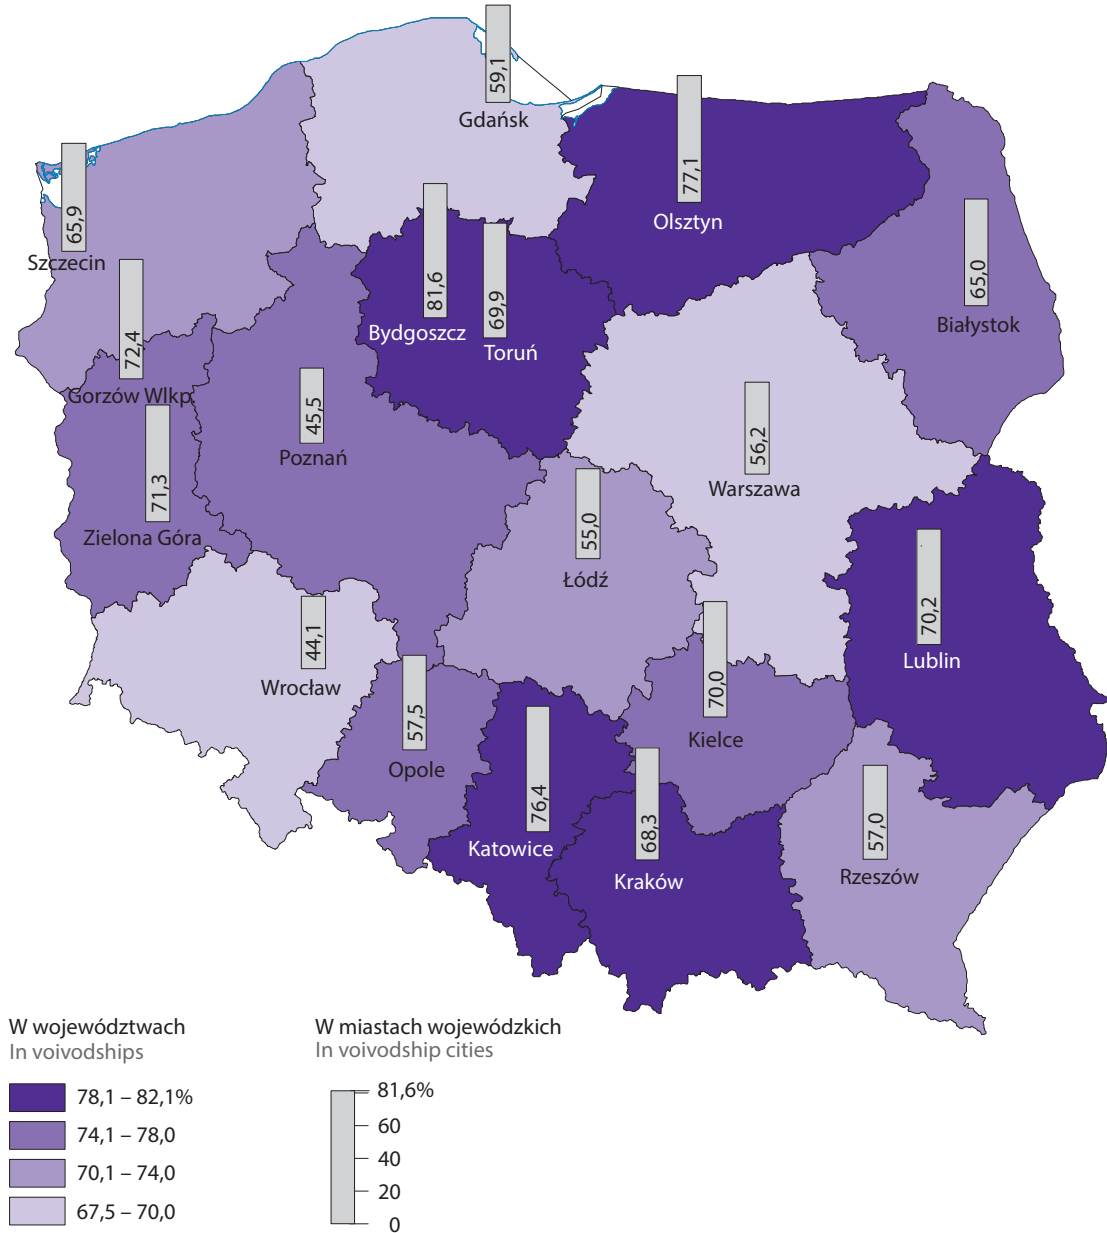 59,1
Gdańsk
77,1
Olsztyn
65,9
Szczecin
81,6
Bydgoszcz
69,9
Toruń
65,0
Białystok
72,4
Gorzów Wlkp.
45,5
Poznań
56,2
Warszawa
71,3
Zielona Góra
55,0
Łódź
70,2
Lublin
44,1
Wrocław
57,5
Opole
70,0
Kielce
76,4
Katowice
68,3
Kraków
57,0
Rzeszów
W województwach
In voivodships
78,1 – 82,1%
74,1 – 78,0
70,1 – 74,0
67,5 – 70,0
W miastach wojewódzkich
In voivodship cities
81,6%
60
40
20
0